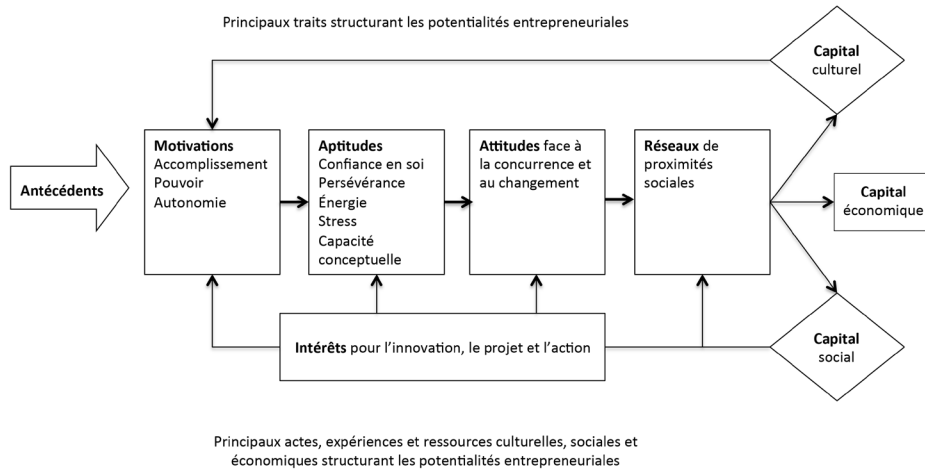 Principaux traits structurant les potentialités entrepreneuriales
Capital
culturel
Antécédents
Motivations
Accomplissement
Pouvoir
Autonomie
Aptitudes
Confiance en soi
Persévérance
Énergie
Stress
Capacité
conceptuelle
Attitudes face à
la concurrence et
au changement
Réseaux de
proximités
sociales
Capital
économique
Intérêts pour l’innovation, le projet et l’action
Capital
social
Principaux actes, expériences et ressources culturelles, sociales et
économiques structurant les potentialités entrepreneuriales